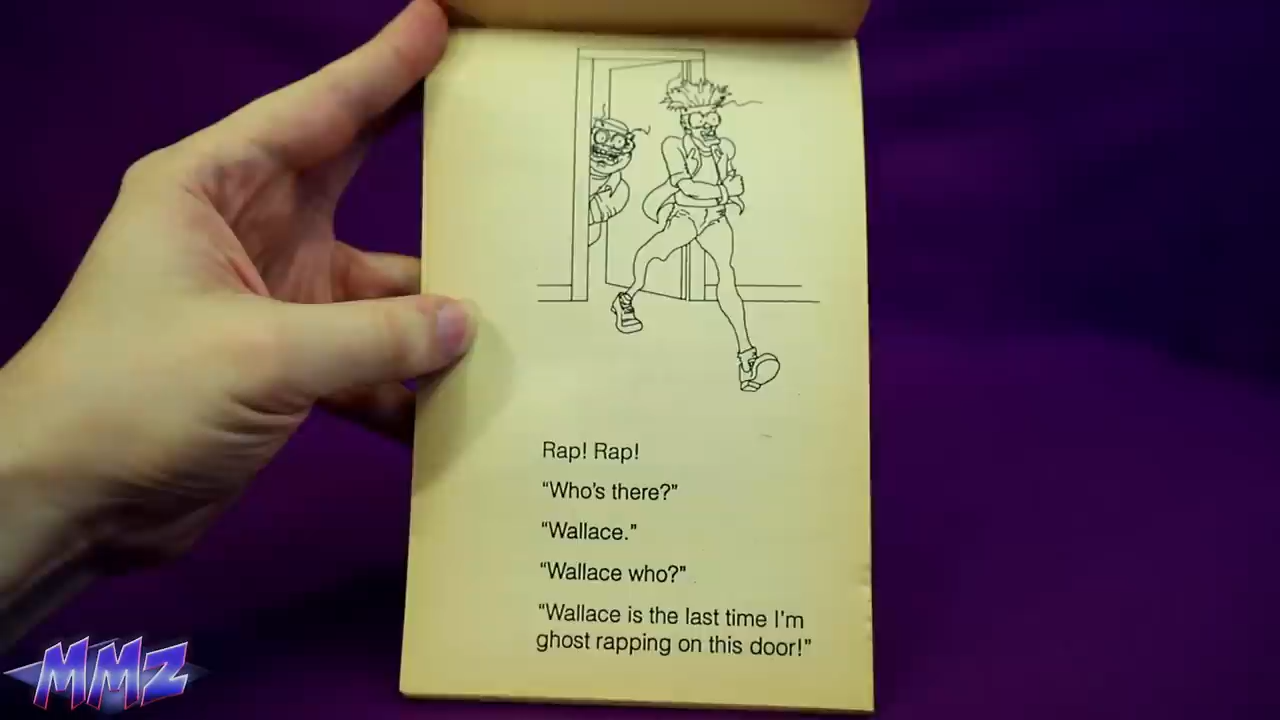 Rap! Rap!
“Who’s there?”
“Wallace.”
“Wallace who?”
“Wallace is the last time I'm
ghost rapping on this door!”
MMZ